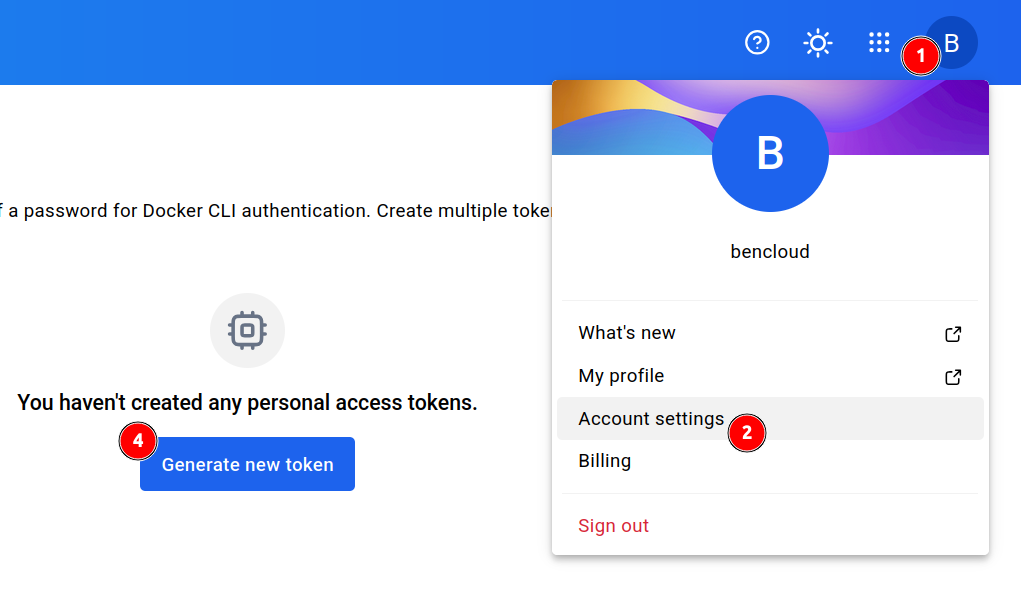 1
B
B
f a password for Docker CLI authentication. Create multiple
bencloud
What's new
My profile
You haven't created any personal access tokens.
Account settings
2
4
Generate new token
Billing
Sign out